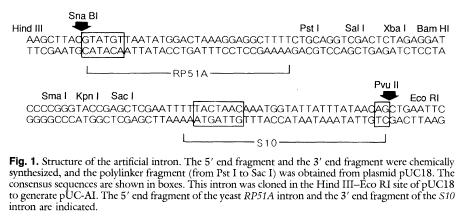 Sna BI
Hind III Pst I Sal I Xba I Bam HI
AAGCTTACGTATGTTAATATGGACTAAAGGAGGCTTTTCTGCAGGTCGACTCTAGAGGAT
TTCGAATGCATACAATTATACCTGATTTCCTCCGAAAAGACGTCCAGCTGAGATCTCCTA
RP51A
Pvu II
Sma I Kpn I Sac I Eco RI
CCCCGGGTACCGAGCTCGAATTTTTACTAACAAATGGTATTATTTATAACAGCTGAATTC
GGGGCCCATGGCTCGAGCTTAAAAATGATTGTTTACCATAATAAATATTGTCGACTTAAG
S10
Fig. 1. Structure of the artificial intron. The 5' end fragment and the 3' end fragment were chemically
synthesized, and the polylinker fragment (from Pst I to Sac I) was obtained from plasmid pUC18. The
consensus sequences are shown in boxes. This intron was cloned in the Hind III–Eco RI site of pUC18
to generate pUC-AI. The 5' end fragment of the yeast RP51A intron and the 3' end fragment of the S10
intron are indicated.